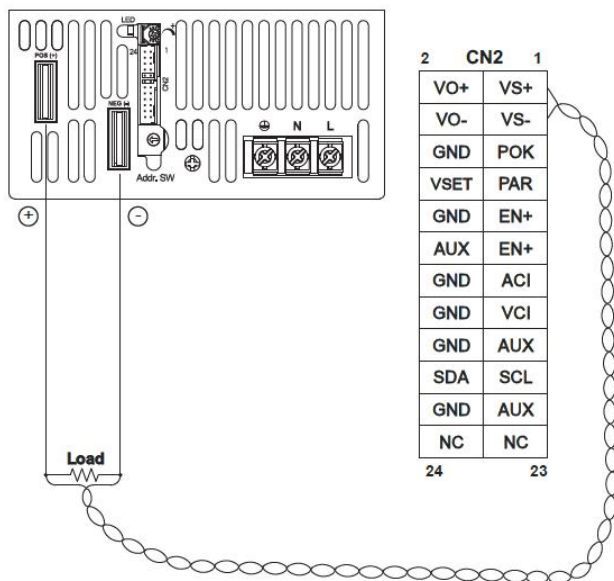 LED
+
POS (+)
24
1
CN2
NEG (-)
N
L
Addr. SW
+
-
Load
2 CN2 1
VO+ VS+
VO- VS-
GND POK
VSET PAR
GND EN+
AUX EN+
GND ACI
GND VCI
GND AUX
SDA SCL
GND AUX
NC NC
24 23